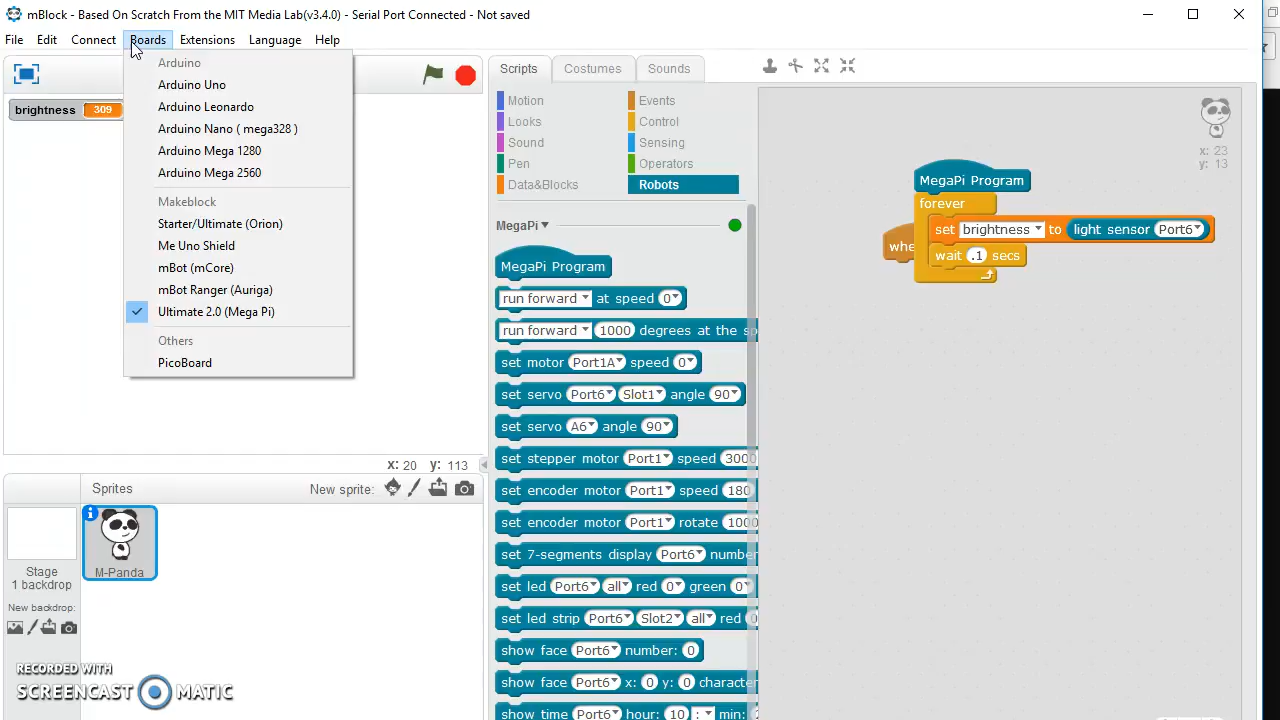 mBlock - Based On Scratch From the MIT Media Lab(v3.4.0) - Serial Port Connected - Not saved
File Edit Connect Boards Extensions Language Help
Arduino
Arduino Uno
Arduino Leonardo
Arduino Nano ( mega328 )
Arduino Mega 1280
Arduino Mega 2560
Makeblock
Starter/Ultimate (Orion)
Me Uno Shield
mBot (mCore)
mBot Ranger (Auriga)
Ultimate 2.0 (Mega Pi)
Others
PicoBoard
brightness 309
x: 20 y: 113
Sprites New sprite:
Stage
1 backdrop
New backdrop:
M-Panda
RECORDED WITH
SCREENCAST MATIC
Scripts Costumes Sounds
Motion Events
Looks Control
Sound Sensing
Pen Operators
Data&Blocks Robots
MegaPi
MegaPi Program
run forward at speed 0
run forward 1000 degrees at the sp
set motor Port1A speed 0
set servo Port6 Slot1 angle 90
set servo A6 angle 90
set stepper motor Port1 speed 3000
set encoder motor Port1 speed 180
set encoder motor Port1 rotate 1000
set 7-segments display Port6 number
set led Port6 all red 0 green 0
set led strip Port6 Slot2 all red 0
show face Port6 number: 0
show face Port6 x: 0 y: 0 character
show time Port6 hour: 10 : min:
x: 23
y: 13
MegaPi Program
forever
set brightness to light sensor Port6
whe
wait .1 secs